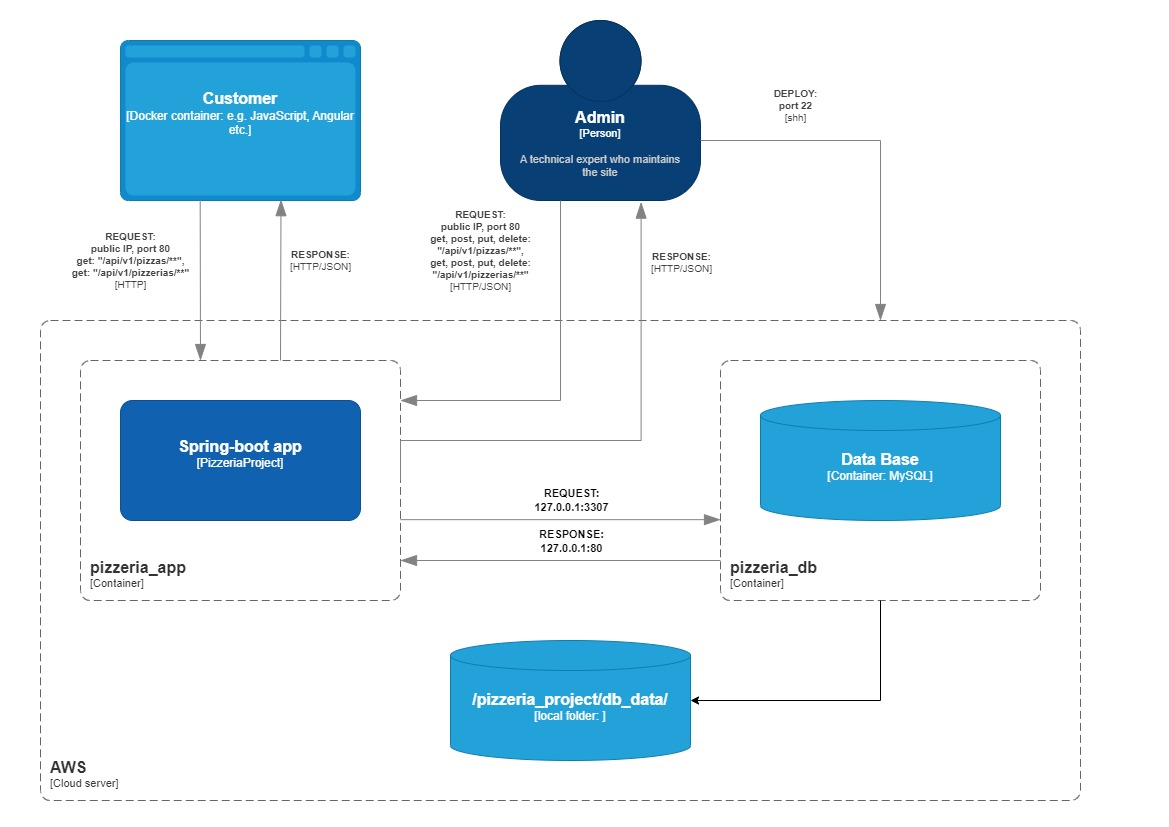 Customer
[Docker container: e.g. JavaScript, Angular
etc.]
Admin
[Person]
A technical expert who maintains
the site
DEPLOY:
port 22
[shh]
REQUEST:
public IP, port 80
get: "/api/v1/pizzas/**",
get: "/api/v1/pizzerias/**"
[HTTP]
RESPONSE:
[HTTP/JSON]
REQUEST:
public IP, port 80
get, post, put, delete:
"/api/v1/pizzas/**",
get, post, put, delete:
"/api/v1/pizzerias/**"
[HTTP/JSON]
RESPONSE:
[HTTP/JSON]
Spring-boot app
[PizzeriaProject]
pizzeria_app
[Container]
REQUEST:
127.0.0.1:3307
RESPONSE:
127.0.0.1:80
Data Base
[Container: MySQL]
pizzeria_db
[Container]
/pizzeria_project/db_data/
[local folder: ]
AWS
[Cloud server]